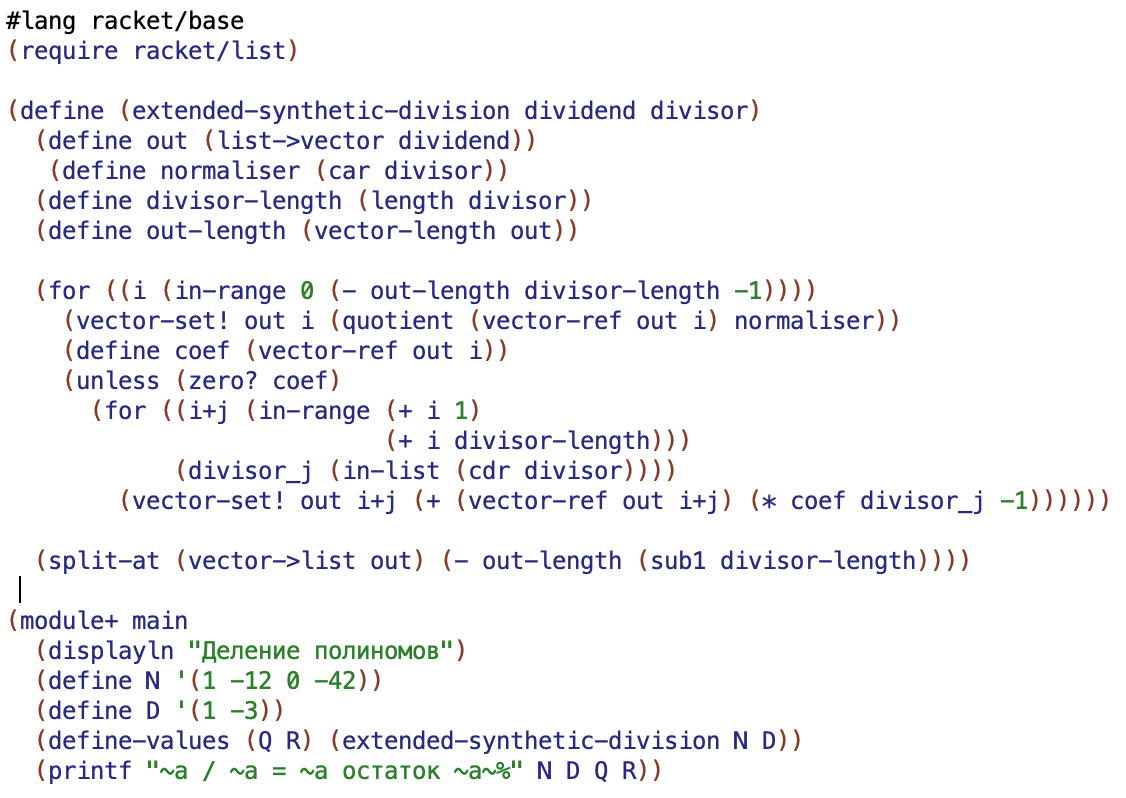 #lang racket/base
(require racket/list)

(define (extended-synthetic-division dividend divisor)
  (define out (list->vector dividend))
   (define normaliser (car divisor))
  (define divisor-length (length divisor))
  (define out-length (vector-length out))

  (for ((i (in-range 0 (- out-length divisor-length -1))))
    (vector-set! out i (quotient (vector-ref out i) normaliser))
    (define coef (vector-ref out i))
    (unless (zero? coef)
      (for ((i+j (in-range (+ i 1)
                           (+ i divisor-length)))
            (divisor_j (in-list (cdr divisor))))
        (vector-set! out i+j (+ (vector-ref out i+j) (* coef divisor_j -1))))))

  (split-at (vector->list out) (- out-length (sub1 divisor-length))))

(module+ main
  (displayln "Деление полиномов")
  (define N '(1 -12 0 -42))
  (define D '(1 -3))
  (define-values (Q R) (extended-synthetic-division N D))
  (printf "~a / ~a = ~a остаток ~a~%" N D Q R))